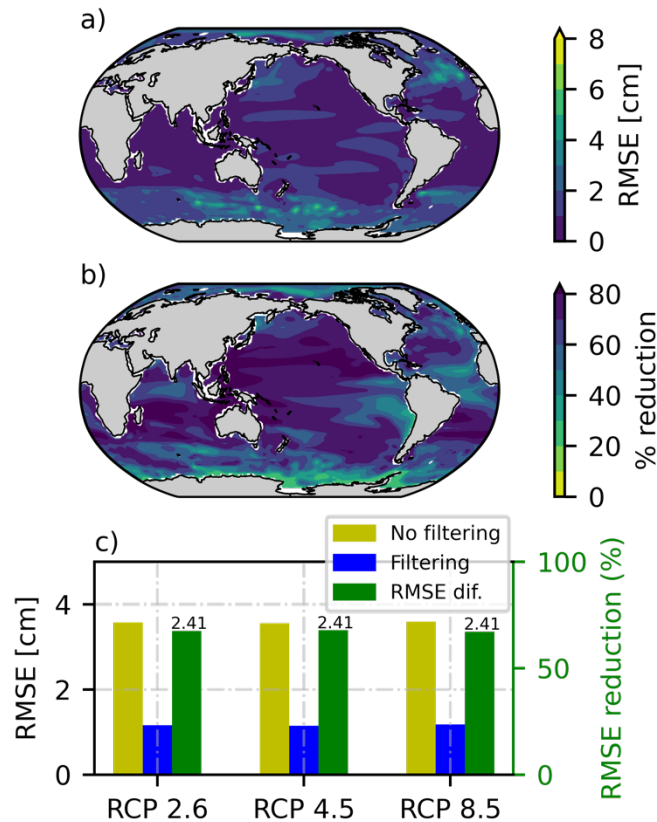 a)
8
6
4
2
0
RMSE [cm]
b)
80
60
40
20
0
% reduction
c)
No filtering
Filtering
RMSE dif.
4
2
0
RMSE [cm]
2.41
2.41
2.41
100
50
0
RMSE reduction (%)
RCP 2.6
RCP 4.5
RCP 8.5